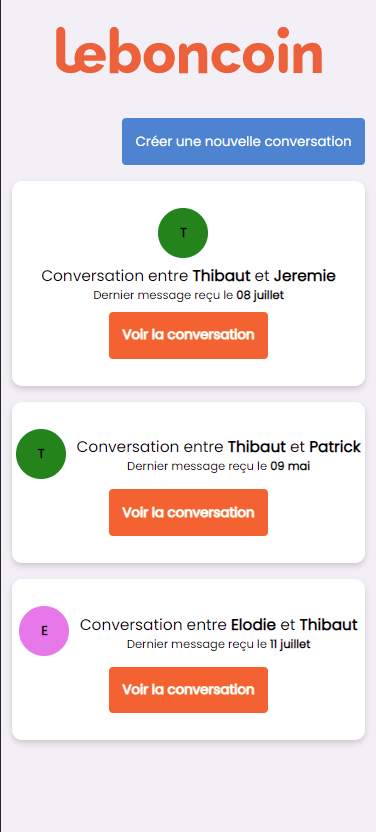 leboncoin
Créer une nouvelle conversation
T
Conversation entre Thibaut et Jeremie
Dernier message reçu le 08 juillet
Voir la conversation
T
Conversation entre Thibaut et Patrick
Dernier message reçu le 09 mai
Voir la conversation
E
Conversation entre Elodie et Thibaut
Dernier message reçu le 11 juillet
Voir la conversation